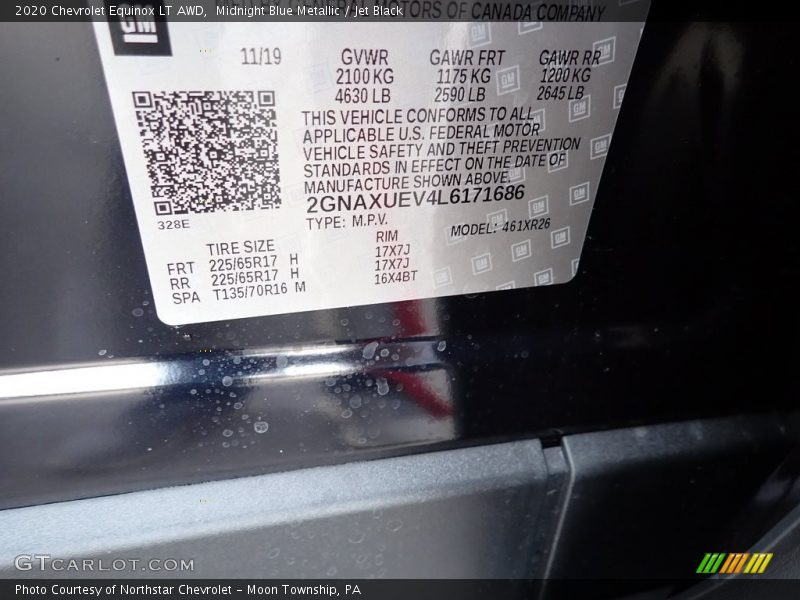 2020 Chevrolet Equinox LT AWD, Midnight Blue Metallic / Jet Black
GENERAL MOTORS OF CANADA COMPANY
GM
11/19 GVWR GAWR FRT GAWR RR
2100 KG 1175 KG 1200 KG
4630 LB 2590 LB 2645 LB
THIS VEHICLE CONFORMS TO ALL
APPLICABLE U.S. FEDERAL MOTOR
VEHICLE SAFETY AND THEFT PREVENTION
STANDARDS IN EFFECT ON THE DATE OF
MANUFACTURE SHOWN ABOVE.
2GNAXUEV4L6171686
328E TYPE: M.P.V. MODEL: 461XR26
TIRE SIZE RIM
FRT 225/65R17 H 17X7J
RR 225/65R17 H 17X7J
SPA T135/70R16 M 16X4BT
GTCARLOT.COM
Photo Courtesy of Northstar Chevrolet - Moon Township, PA